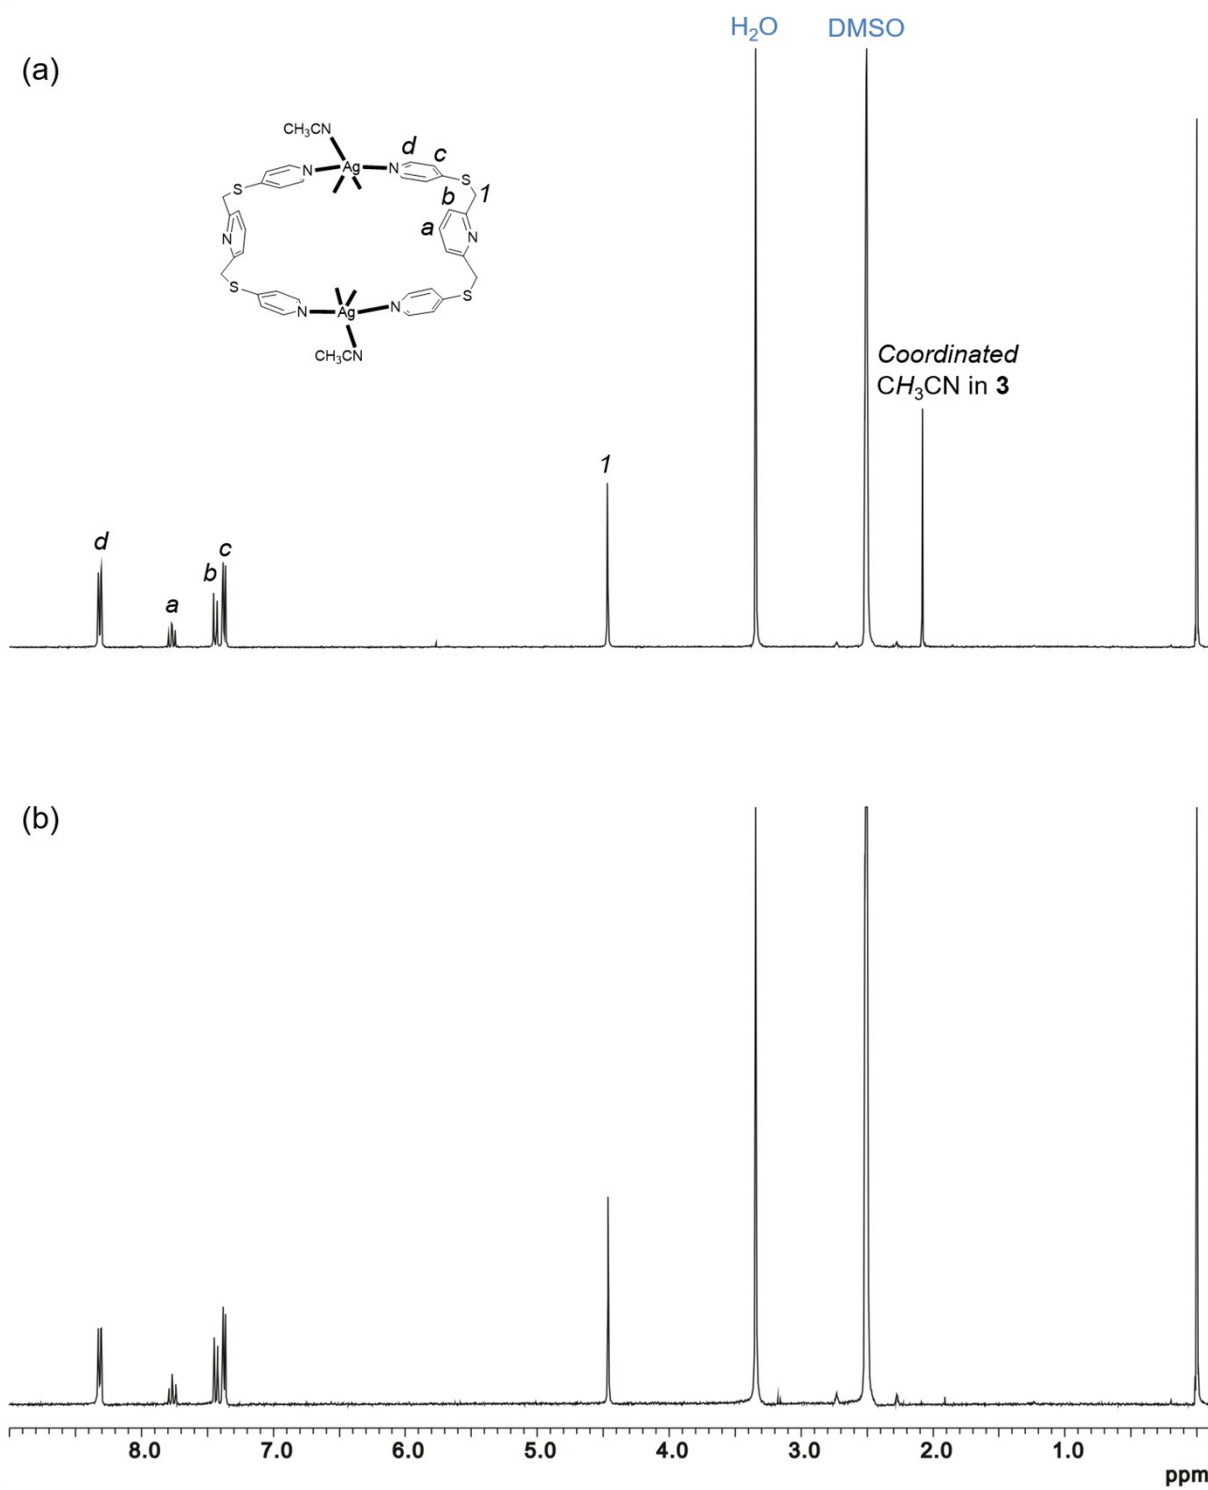 H₂O DMSO
(a)
CH₃CN
d
N Ag N c
S S 1
b
a
N N
S S
N Ag N
CH₃CN
Coordinated
CH₃CN in 3
1
d
c
b
a
(b)
8.0 7.0 6.0 5.0 4.0 3.0 2.0 1.0
ppm